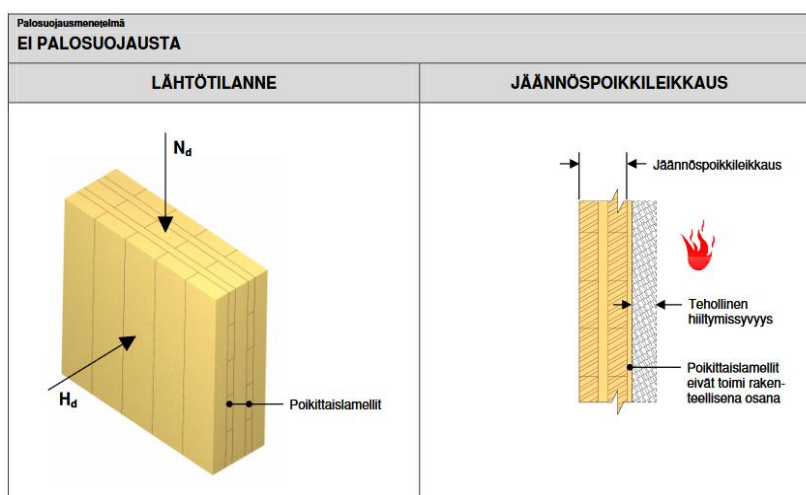 Palosuojausmenetelmä
EI PALOSUOJAUSTA
LÄHTÖTILANNE
JÄÄNNÖSPOIKKILEIKKAUS
Nd
Hd
Poikittaislamellit
Jäännöspoikkileikkaus
Tehollinen
hiiltymissyvyys
Poikittaislamellit
eivät toimi raken-
teellisena osana